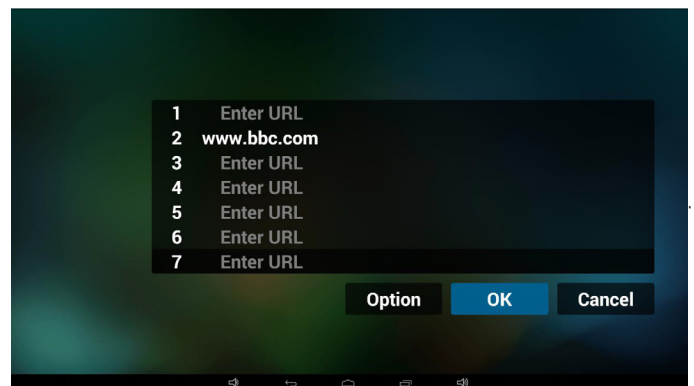 1 Enter URL
2 www.bbc.com
3 Enter URL
4 Enter URL
5 Enter URL
6 Enter URL
7 Enter URL
Option OK Cancel
.